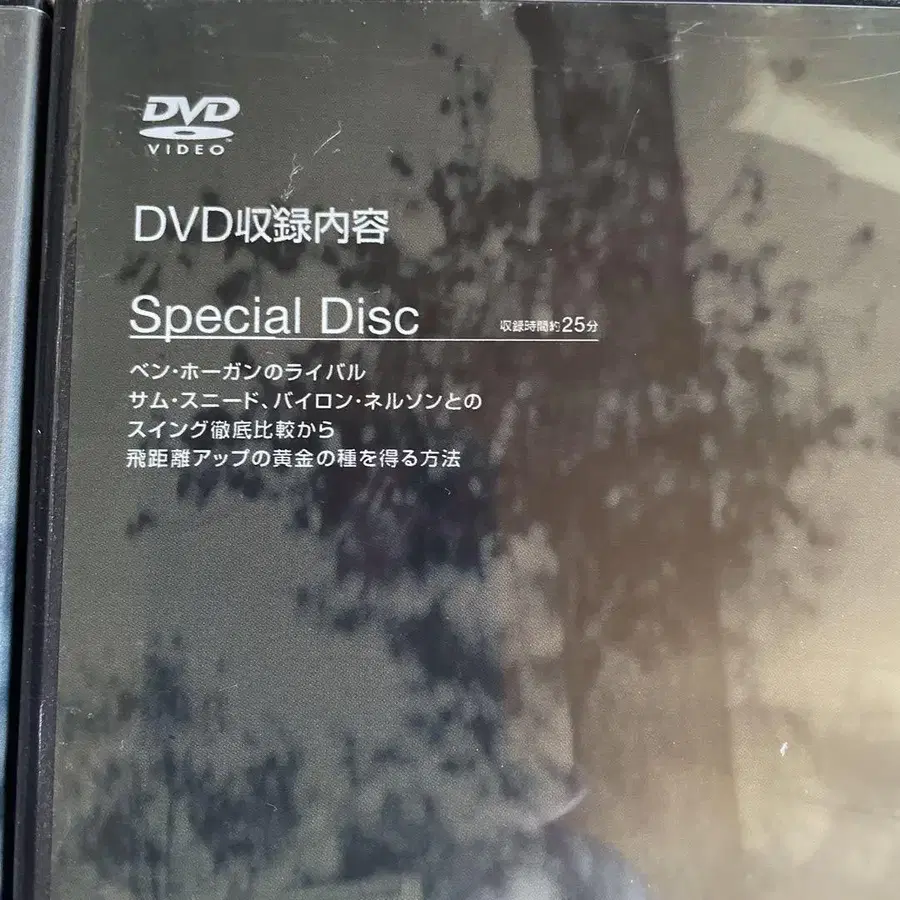 DVD
VIDEO™
DVD収録内容
Special Disc 収録時間約25分
ベン・ホーガンのライバル
サム・スニード、バイロン・ネルソンとの
スイング徹底比較から
飛距離アップの黄金の種を得る方法